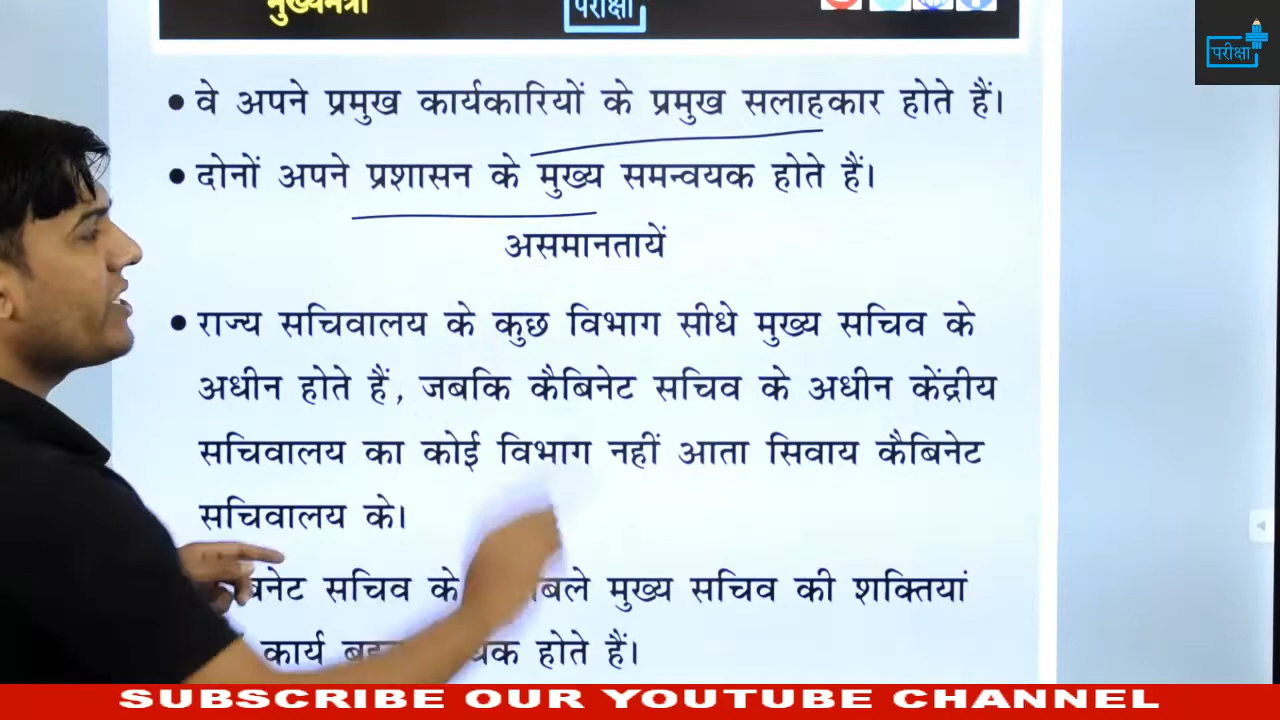 मुख्यमंत्री
परीक्षा
परीक्षा
• वे अपने प्रमुख कार्यकारियों के प्रमुख सलाहकार होते हैं।
• दोनों अपने प्रशासन के मुख्य समन्वयक होते हैं।
असमानतायें
• राज्य सचिवालय के कुछ विभाग सीधे मुख्य सचिव के
अधीन होते हैं, जबकि कैबिनेट सचिव के अधीन केंद्रीय
सचिवालय का कोई विभाग नहीं आता सिवाय कैबिनेट
सचिवालय के।
सचिव के मुख्य सचिव की शक्तियां
कार्य होते हैं।
SUBSCRIBE OUR YOUTUBE CHANNEL